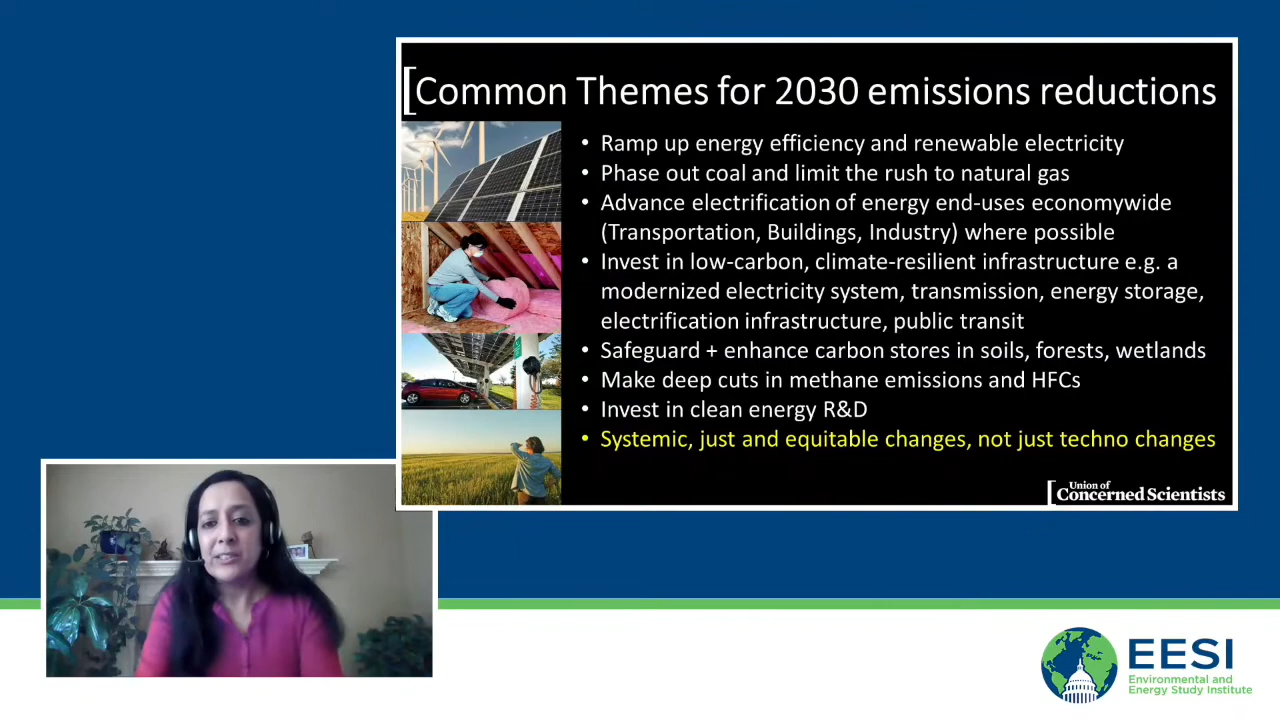 [Common Themes for 2030 emissions reductions
• Ramp up energy efficiency and renewable electricity
• Phase out coal and limit the rush to natural gas
• Advance electrification of energy end-uses economywide
(Transportation, Buildings, Industry) where possible
• Invest in low-carbon, climate-resilient infrastructure e.g. a
modernized electricity system, transmission, energy storage,
electrification infrastructure, public transit
• Safeguard + enhance carbon stores in soils, forests, wetlands
• Make deep cuts in methane emissions and HFCs
• Invest in clean energy R&D
• Systemic, just and equitable changes, not just techno changes
[Union of
Concerned Scientists
EESI
Environmental and
Energy Study Institute